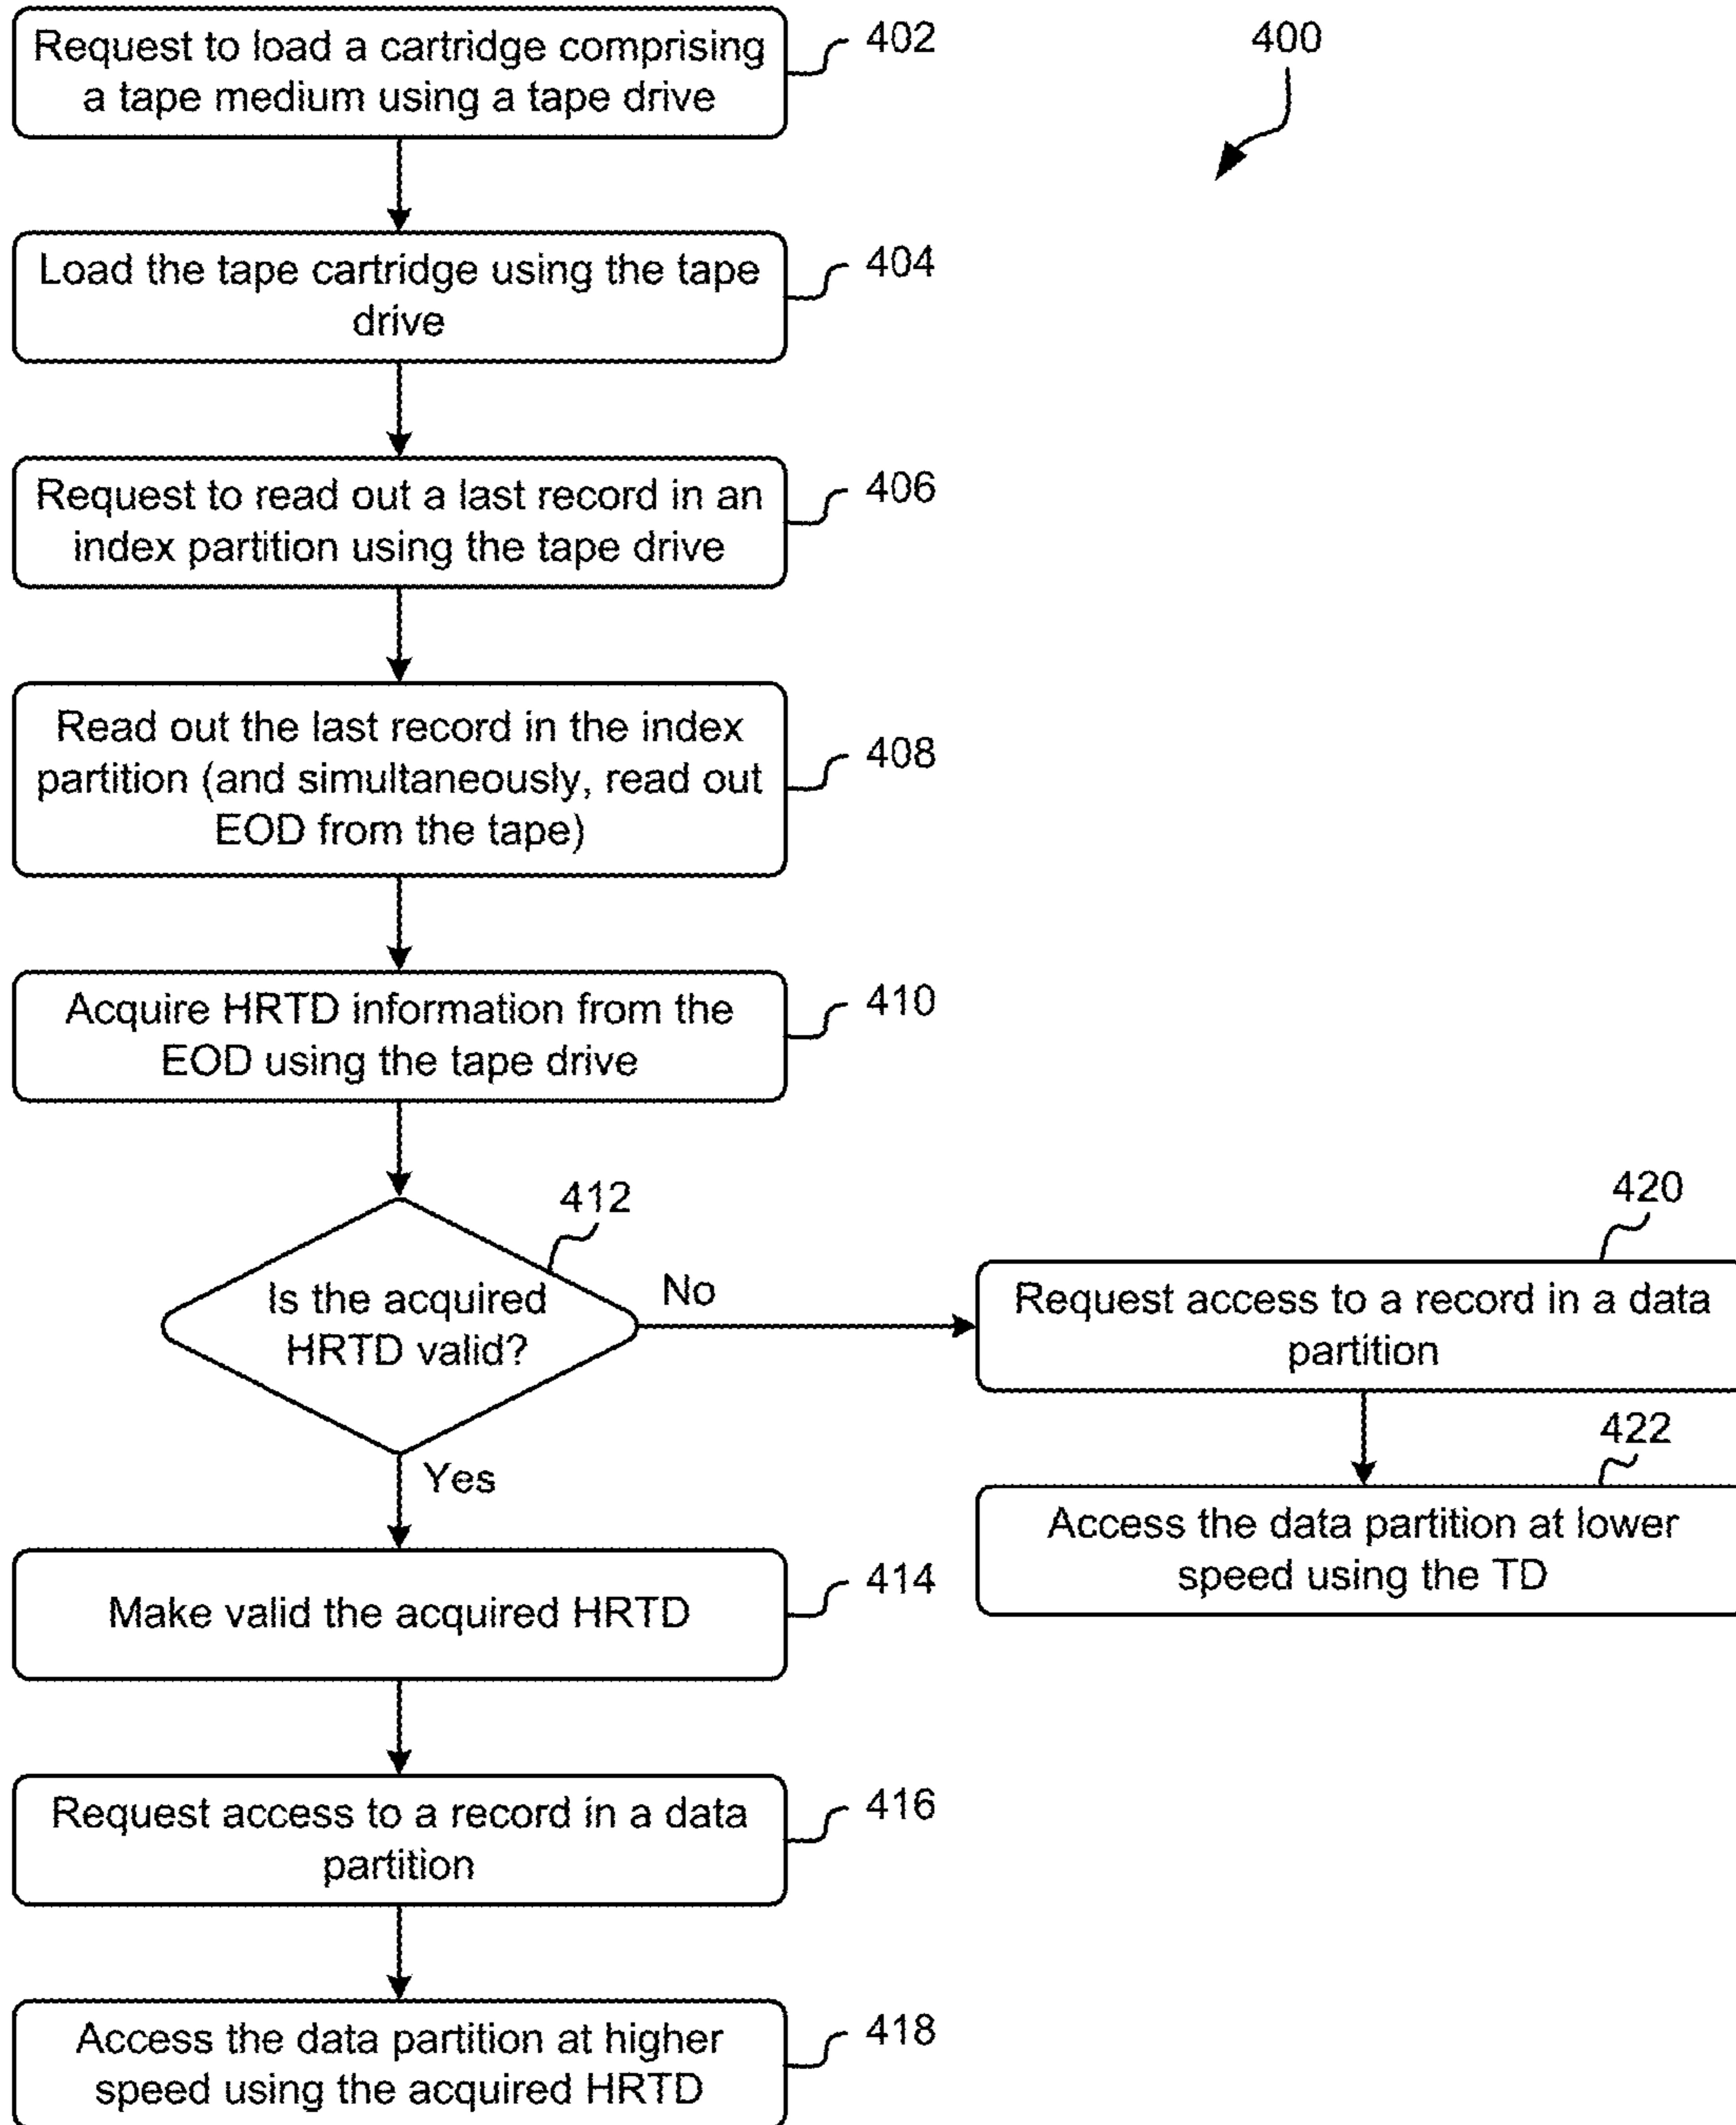 Request to load a cartridge comprising
a tape medium using a tape drive
402
400
Load the tape cartridge using the tape
drive
404
Request to read out a last record in an
index partition using the tape drive
406
Read out the last record in the index
partition (and simultaneously, read out
EOD from the tape)
408
Acquire HRTD information from the
EOD using the tape drive
410
412
Is the acquired
HRTD valid?
No
Yes
420
Request access to a record in a data
partition
422
Access the data partition at lower
speed using the TD
Make valid the acquired HRTD
414
Request access to a record in a data
partition
416
Access the data partition at higher
speed using the acquired HRTD
418